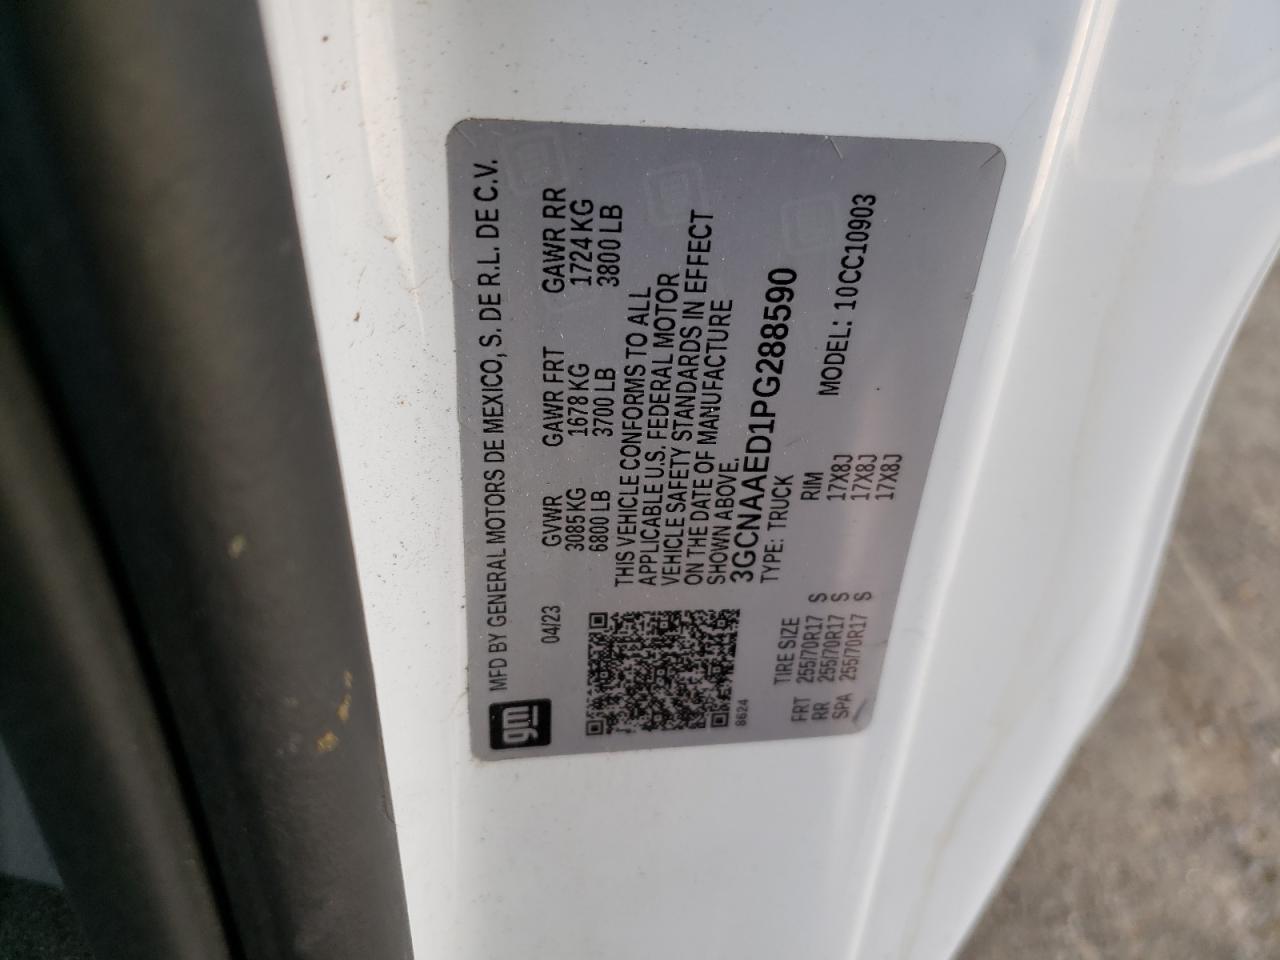 gm MFD BY GENERAL MOTORS DE MEXICO, S. DE R.L. DE C.V.
04/23 GVWR GAWR FRT GAWR RR
3085 KG 1678 KG 1724 KG
6800 LB 3700 LB 3800 LB
THIS VEHICLE CONFORMS TO ALL
APPLICABLE U.S. FEDERAL MOTOR
VEHICLE SAFETY STANDARDS IN EFFECT
ON THE DATE OF MANUFACTURE
SHOWN ABOVE.
3GCNAAED1PG288590
8624 TYPE: TRUCK
TIRE SIZE RIM MODEL: 10CC10903
FRT 255/70R17 S 17X8J
RR 255/70R17 S 17X8J
SPA 255/70R17 S 17X8J